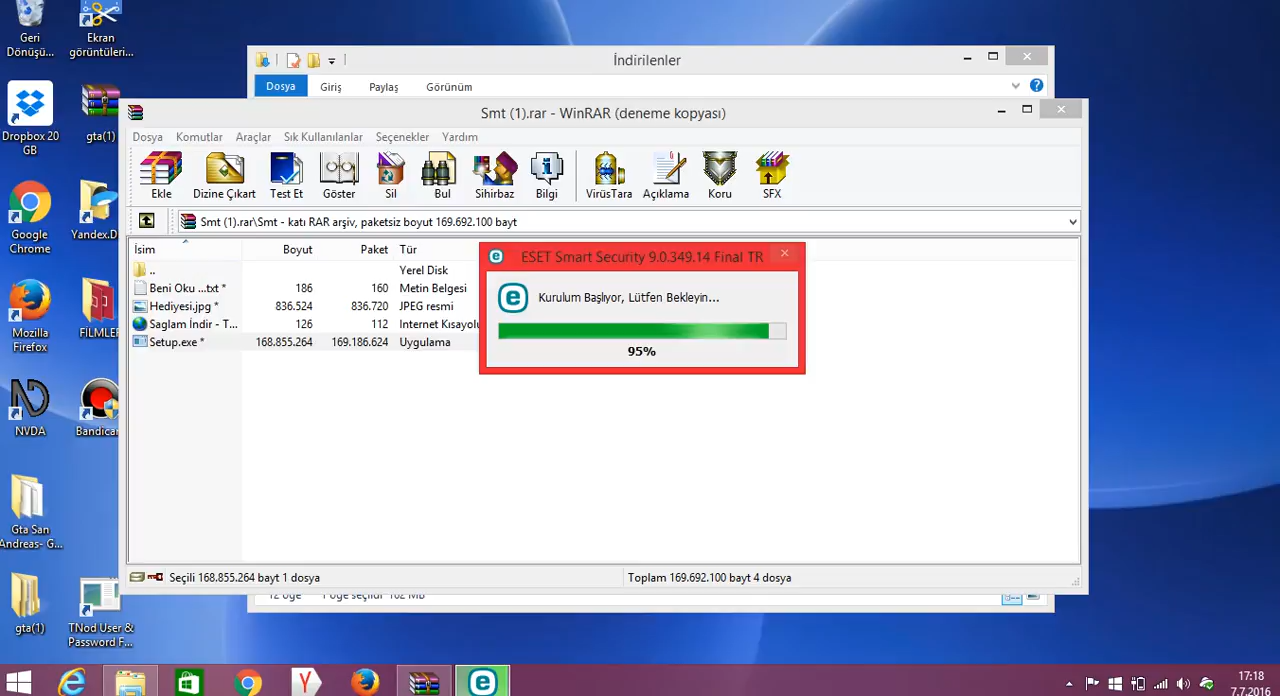 Geri
Dönüşü...
Ekran
görüntüleri...
Dropbox 20
GB
gta(1)
Google
Chrome
Yandex.D
Mozilla
Firefox
FİLMLER
NVDA
Bandicam
Gta San
Andreas- G...
gta(1)
TNod User &
Password F...
İndirilenler
Dosya Giriş Paylaş Görünüm
Smt (1).rar - WinRAR (deneme kopyası)
Dosya Komutlar Araçlar Sık Kullanılanlar Seçenekler Yardım
Ekle Dizine Çıkart Test Et Göster Sil Bul Sihirbaz Bilgi VirüsTara Açıklama Koru SFX
Smt (1).rar\Smt - katı RAR arşiv, paketsiz boyut 169.692.100 bayt
İsim Boyut Paket Tür
.. Yerel Disk
Beni Oku ...txt * 186 160 Metin Belgesi
Hediyesi.jpg * 836.524 836.720 JPEG resmi
Saglam İndir - T... 126 112 Internet Kısayolu
Setup.exe * 168.855.264 169.186.624 Uygulama
ESET Smart Security 9.0.349.14 Final TR
Kurulum Başlıyor, Lütfen Bekleyin...
95%
Seçili 168.855.264 bayt 1 dosya
Toplam 169.692.100 bayt 4 dosya
12 öğe 1 öğe seçildi 162 MB
17:18
7.7.2016